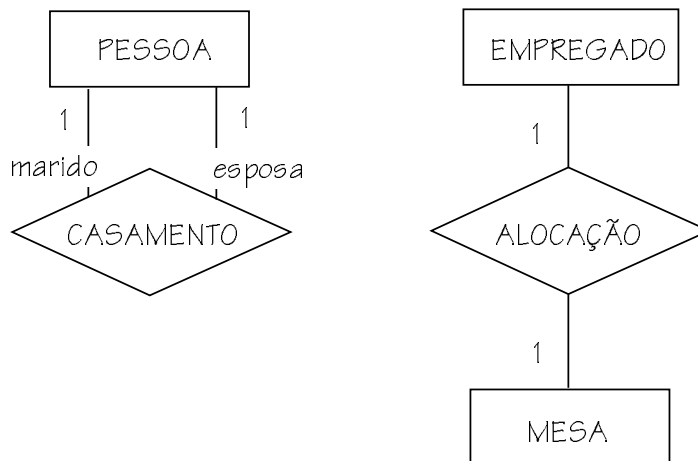 PESSOA
1
1
marido
esposa
CASAMENTO
EMPREGADO
1
ALOCAÇÃO
1
MESA